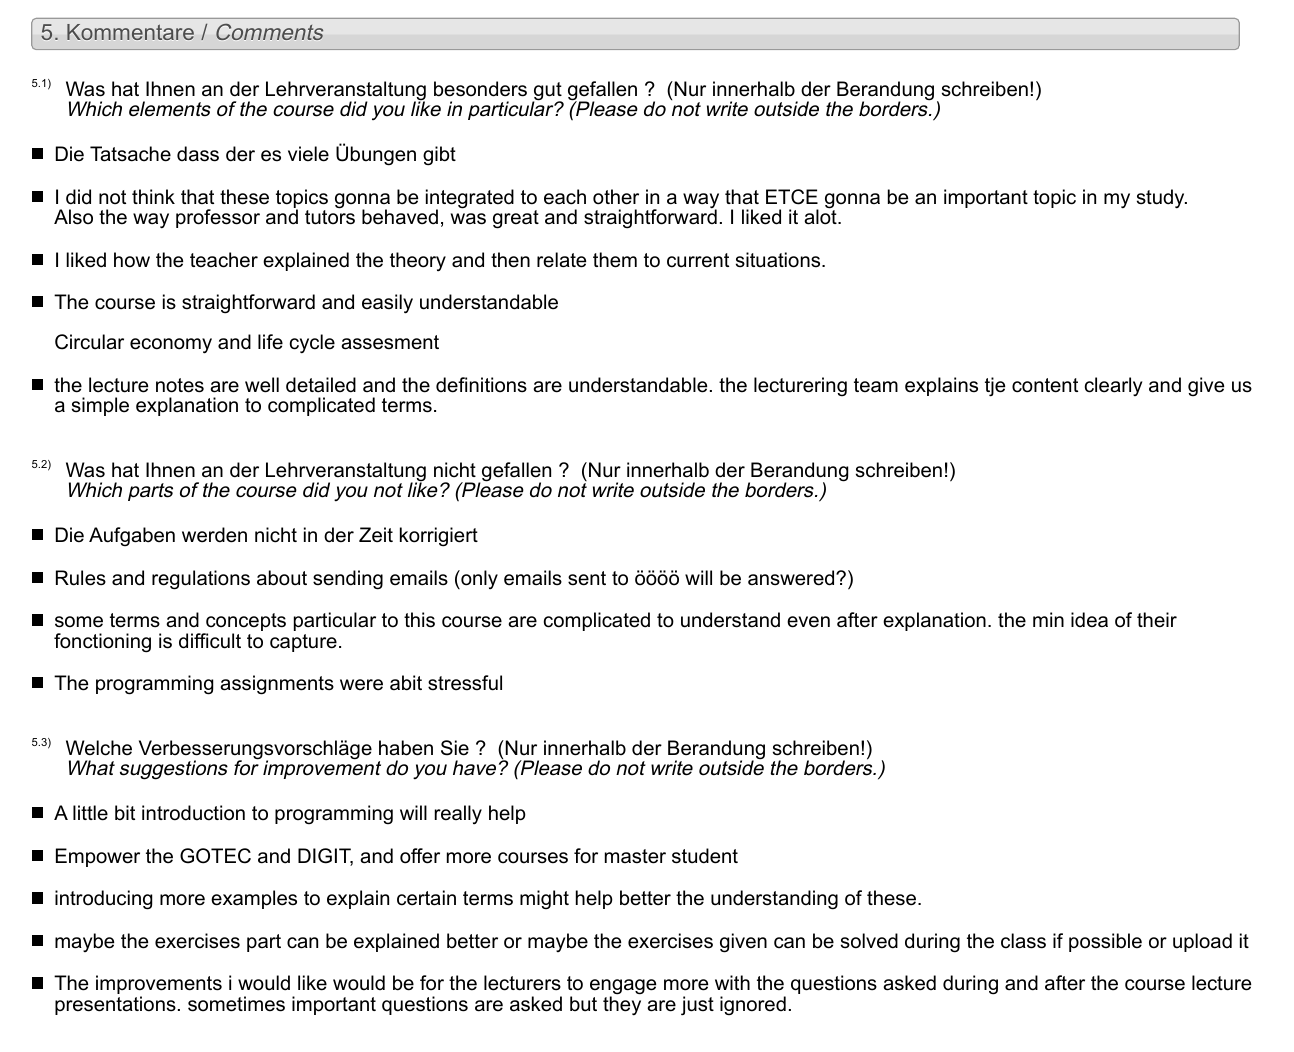 5. Kommentare / Comments
5.1) Was hat Ihnen an der Lehrveranstaltung besonders gut gefallen ? (Nur innerhalb der Berandung schreiben!)
Which elements of the course did you like in particular? (Please do not write outside the borders.)
■ Die Tatsache dass der es viele Übungen gibt
■ I did not think that these topics gonna be integrated to each other in a way that ETCE gonna be an important topic in my study.
Also the way professor and tutors behaved, was great and straightforward. I liked it alot.
■ I liked how the teacher explained the theory and then relate them to current situations.
■ The course is straightforward and easily understandable
Circular economy and life cycle assesment
■ the lecture notes are well detailed and the definitions are understandable. the lecturering team explains tje content clearly and give us
a simple explanation to complicated terms.
5.2) Was hat Ihnen an der Lehrveranstaltung nicht gefallen ? (Nur innerhalb der Berandung schreiben!)
Which parts of the course did you not like? (Please do not write outside the borders.)
■ Die Aufgaben werden nicht in der Zeit korrigiert
■ Rules and regulations about sending emails (only emails sent to öööö will be answered?)
■ some terms and concepts particular to this course are complicated to understand even after explanation. the min idea of their
fonctioning is difficult to capture.
■ The programming assignments were abit stressful
5.3) Welche Verbesserungsvorschläge haben Sie ? (Nur innerhalb der Berandung schreiben!)
What suggestions for improvement do you have? (Please do not write outside the borders.)
■ A little bit introduction to programming will really help
■ Empower the GOTEC and DIGIT, and offer more courses for master student
■ introducing more examples to explain certain terms might help better the understanding of these.
■ maybe the exercises part can be explained better or maybe the exercises given can be solved during the class if possible or upload it
■ The improvements i would like would be for the lecturers to engage more with the questions asked during and after the course lecture
presentations. sometimes important questions are asked but they are just ignored.